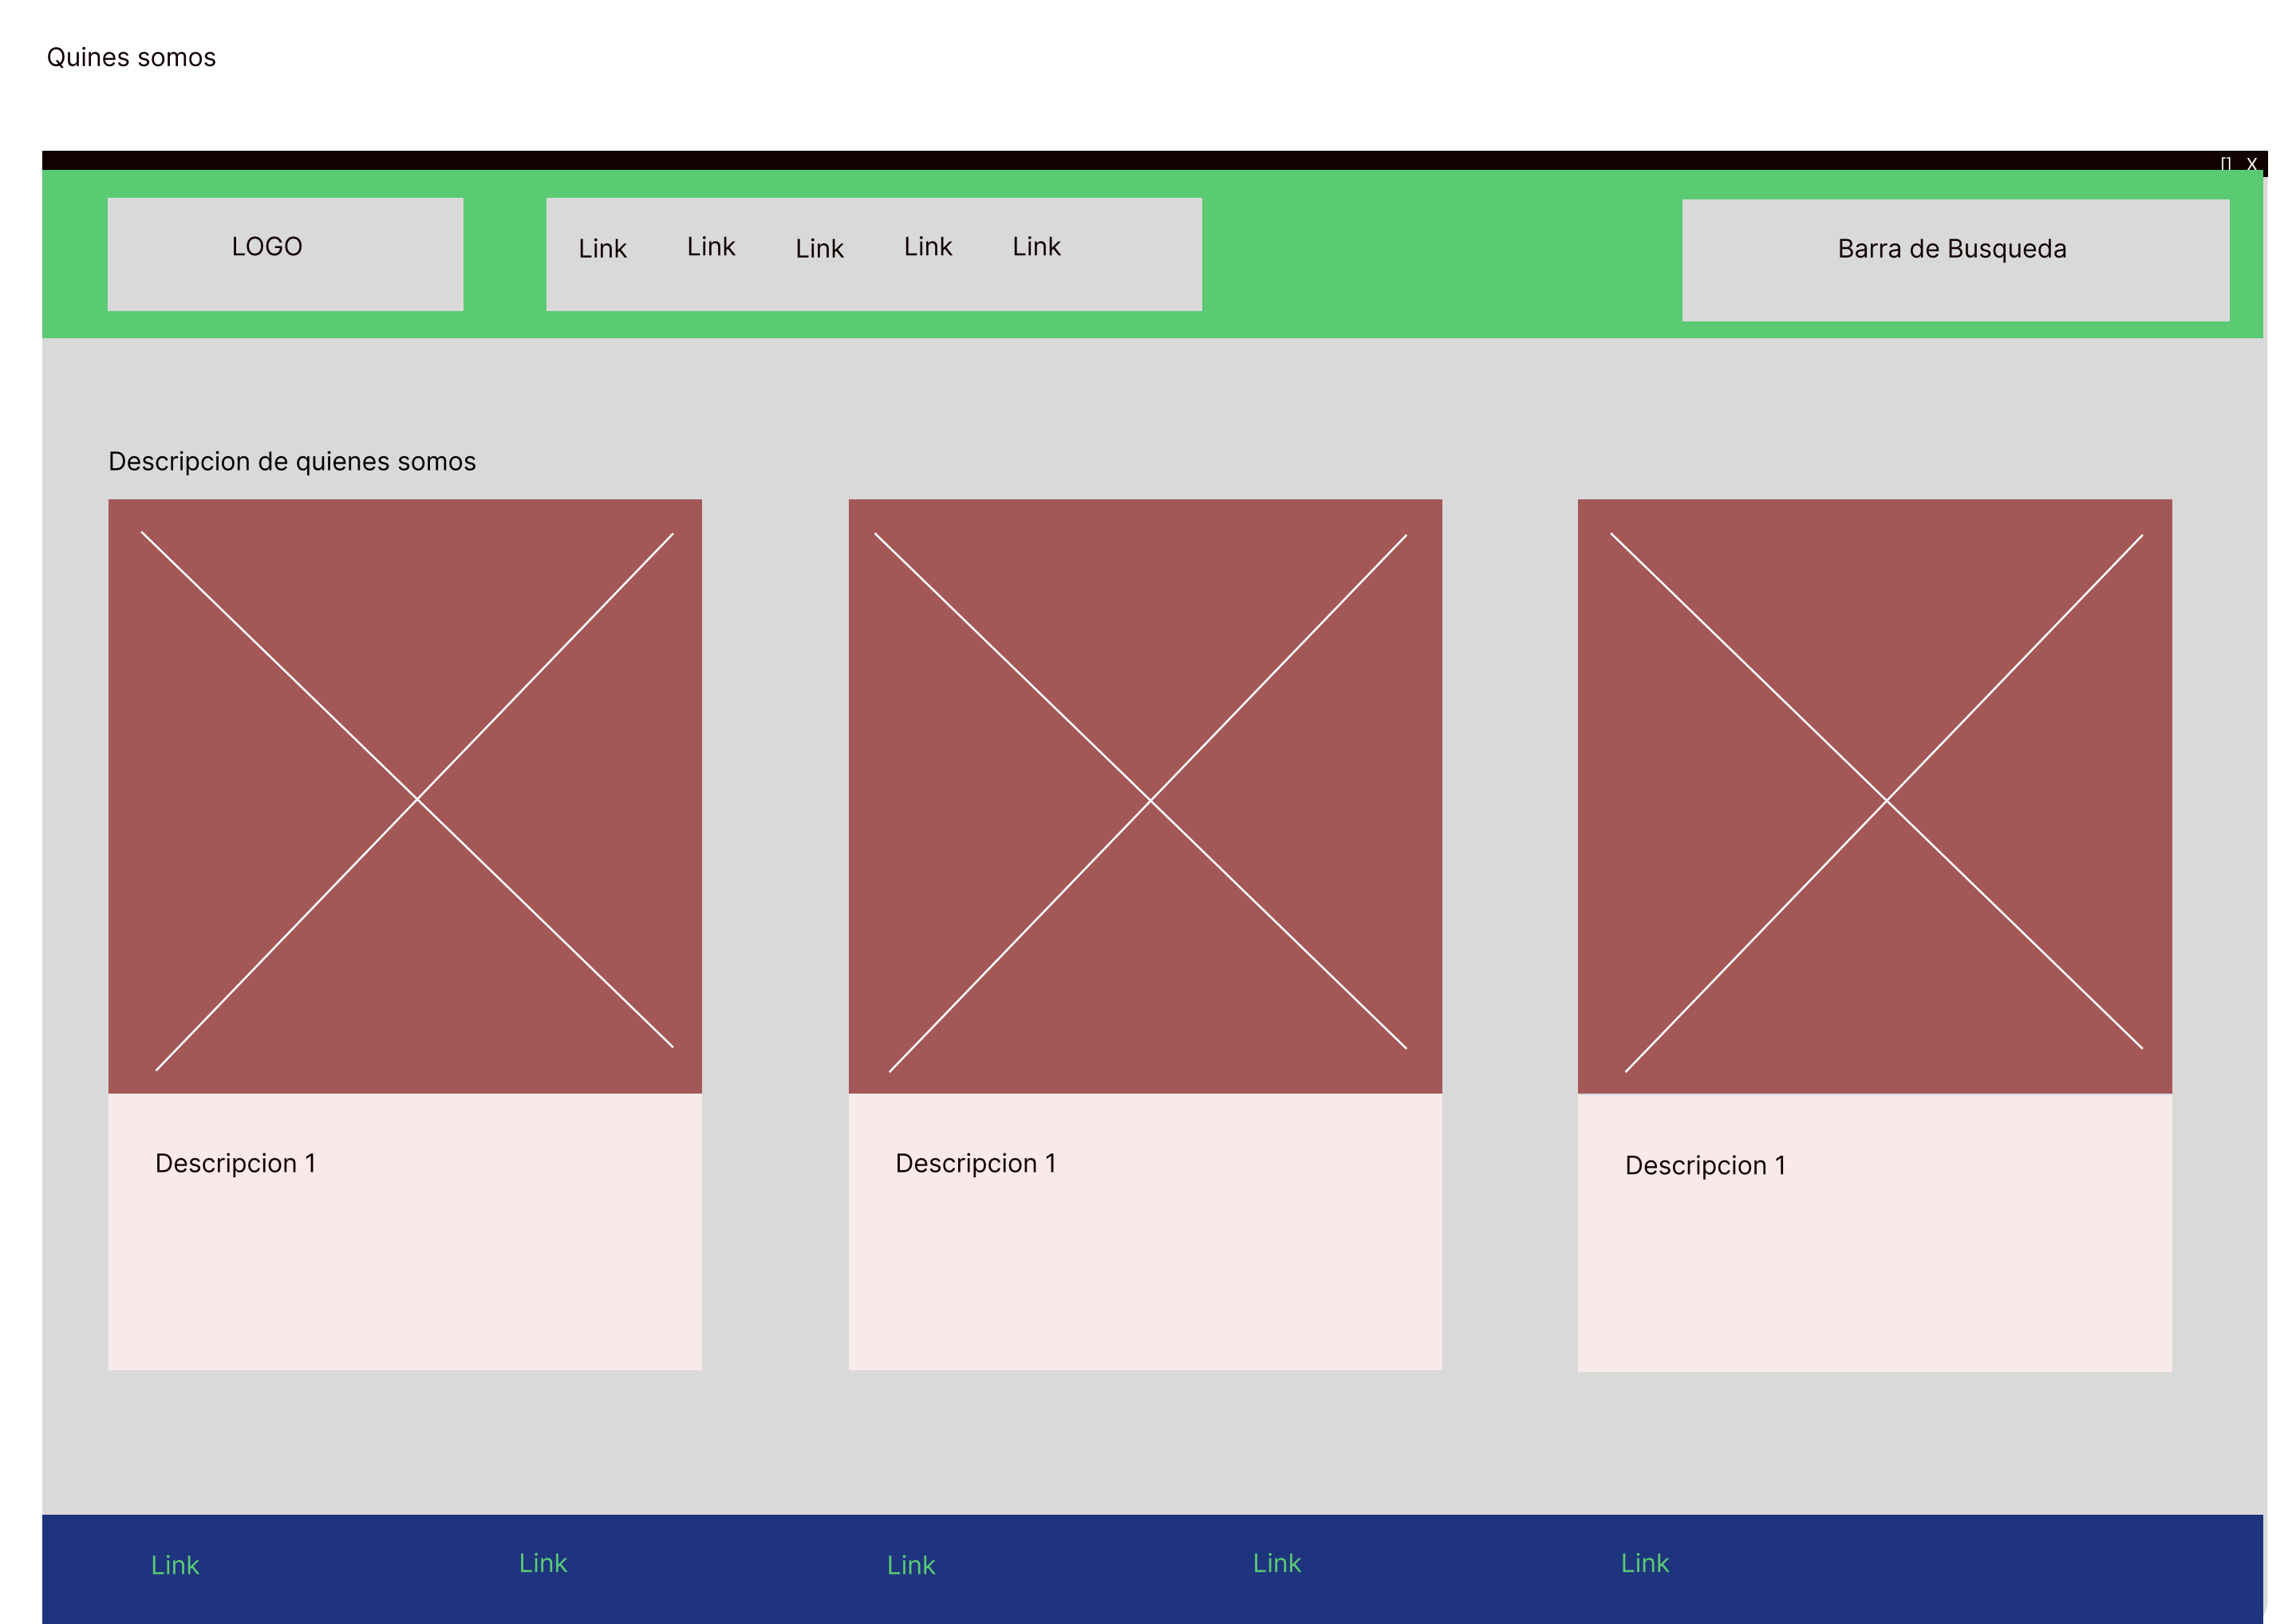 Quines somos
[] X
LOGO
Link Link Link Link Link
Barra de Busqueda
Descripcion de quienes somos
Descripcion 1
Descripcion 1
Descripcion 1
Link Link Link Link Link